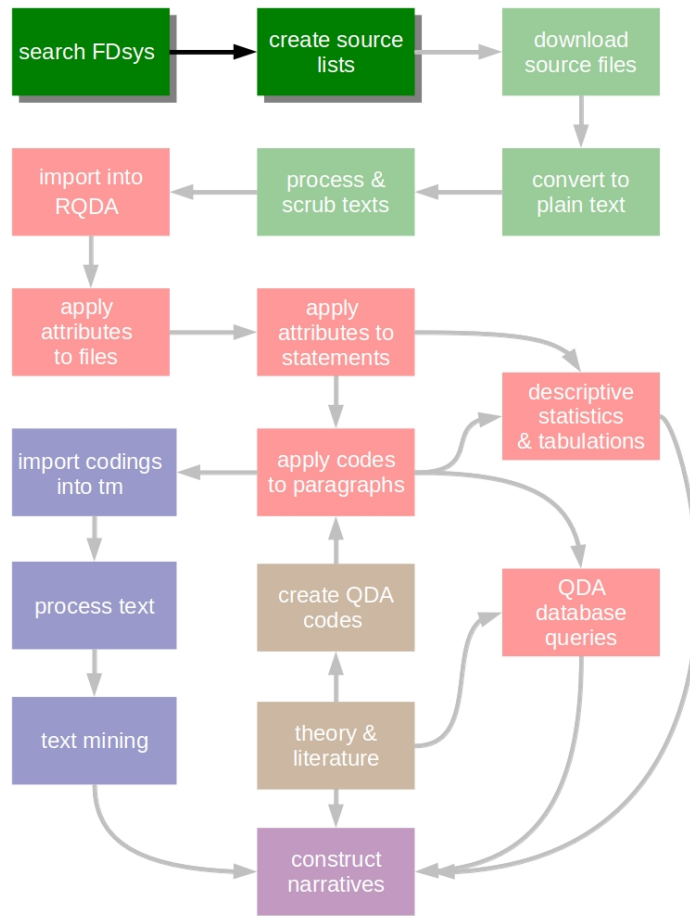 search FDsys
create source
lists
download
source files
import into
RQDA
process &
scrub texts
convert to
plain text
apply
attributes
to files
apply
attributes to
statements
descriptive
statistics
& tabulations
import codings
into tm
apply codes
to paragraphs
process text
create QDA
codes
QDA
database
queries
text mining
theory &
literature
construct
narratives